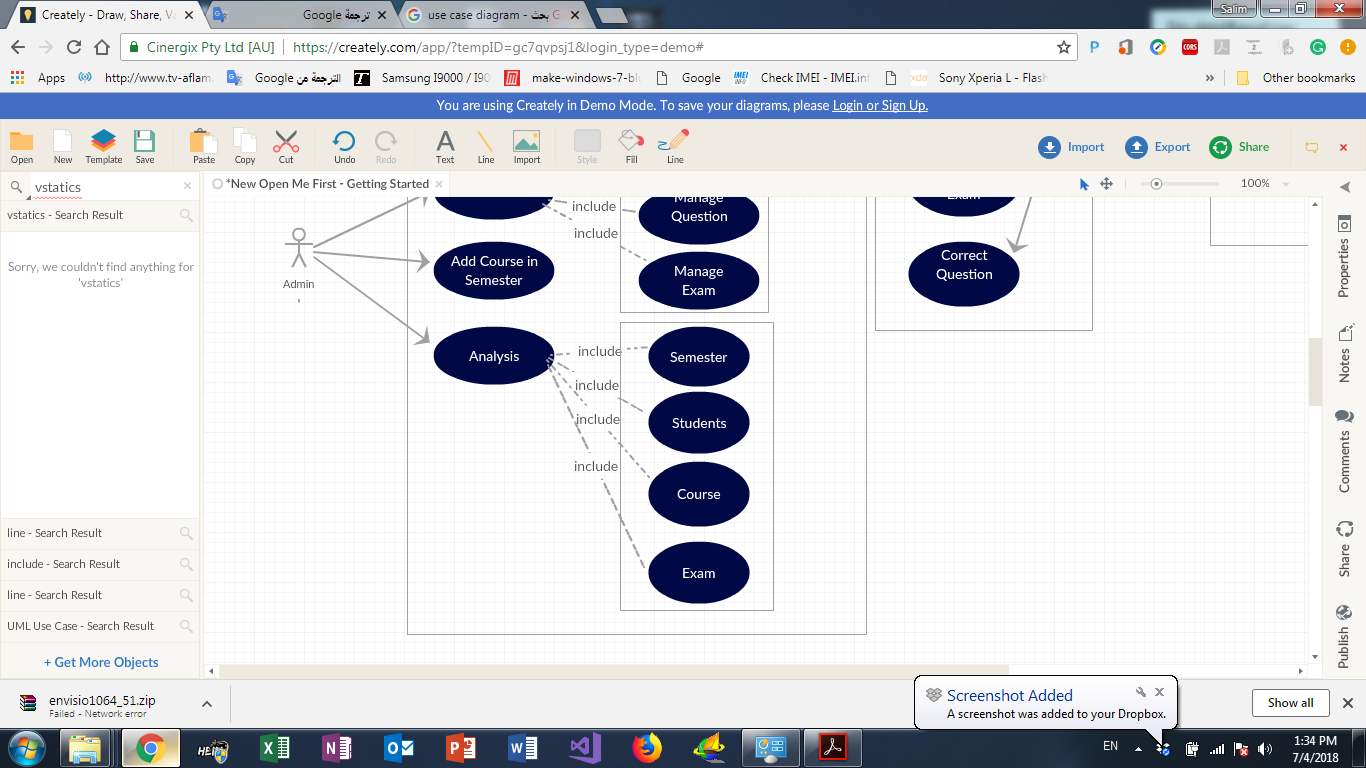 Creately - Draw, Share, Va
ترجمة Google
use case diagram - بحث G
Salim
Cinergix Pty Ltd [AU]
https://creately.com/app/?tempID=gc7qvpsj1&login_type=demo#
Apps
http://www.tv-aflam
الترجمة من Google
Samsung I9000 / I90
make-windows-7-blu
Google
Check IMEI - IMEI.inf
Sony Xperia L - Flash
Other bookmarks
You are using Creately in Demo Mode. To save your diagrams, please Login or Sign Up.
Open
New
Template
Save
Paste
Copy
Cut
Undo
Redo
Text
Line
Import
Style
Fill
Line
Import
Export
Share
vstatics
*New Open Me First - Getting Started
100%
vstatics - Search Result
Sorry, we couldn't find anything for
'vstatics'
line - Search Result
include - Search Result
line - Search Result
UML Use Case - Search Result
+ Get More Objects
Admin
,
Add Course in
Semester
Analysis
include
include
Manage
Question
Manage
Exam
include
include
include
include
Semester
Students
Course
Exam
Exam
Correct
Question
Properties
Notes
Comments
Share
Publish
envisio1064_51.zip
Failed - Network error
Screenshot Added
A screenshot was added to your Dropbox.
Show all
EN
1:34 PM
7/4/2018